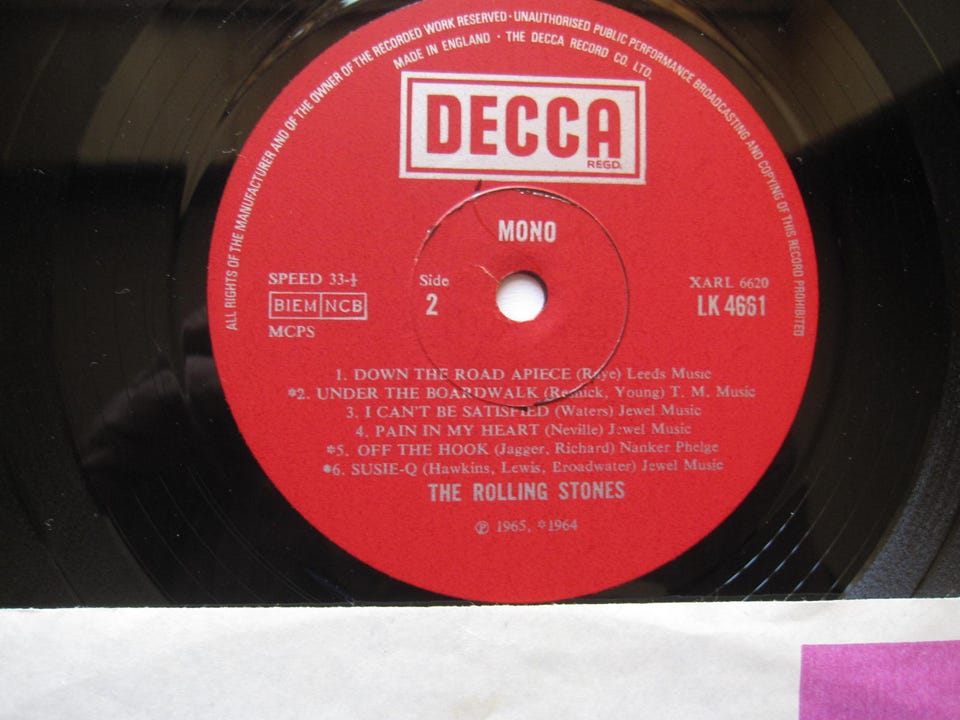 ALL RIGHTS OF THE MANUFACTURER AND OF THE OWNER OF THE RECORDED WORK RESERVED · UNAUTHORISED PUBLIC PERFORMANCE BROADCASTING AND COPYING OF THIS RECORD PROHIBITED
MADE IN ENGLAND · THE DECCA RECORD CO. LTD.
DECCA
REGD.
MONO
SPEED 33-⅓
BIEM NCB
MCPS
Side
2
XARL 6620
LK 4661
1. DOWN THE ROAD APIECE (Raye) Leeds Music
*2. UNDER THE BOARDWALK (Resnick, Young) T. M. Music
3. I CAN'T BE SATISFIED (Waters) Jewel Music
4. PAIN IN MY HEART (Neville) Jewel Music
*5. OFF THE HOOK (Jagger, Richard) Nanker Phelge
*6. SUSIE-Q (Hawkins, Lewis, Broadwater) Jewel Music
THE ROLLING STONES
℗ 1965, *1964